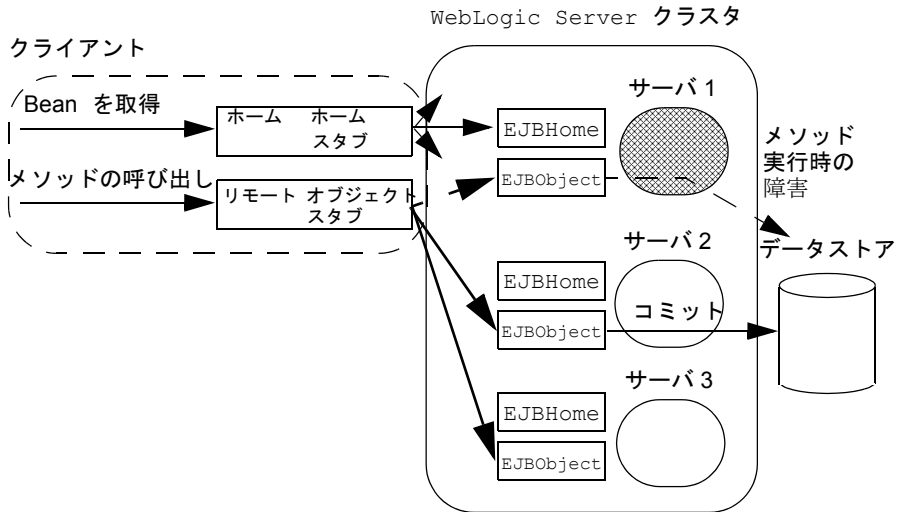 WebLogic Server クラスタ
クライアント
Bean を取得
ホーム ホーム
スタブ
メソッドの呼び出し
リモート オブジェクト
スタブ
EJBHome
EJBObject
サーバ 1
メソッド
実行時の
障害
サーバ 2
EJBHome
EJBObject
コミット
データストア
サーバ 3
EJBHome
EJBObject